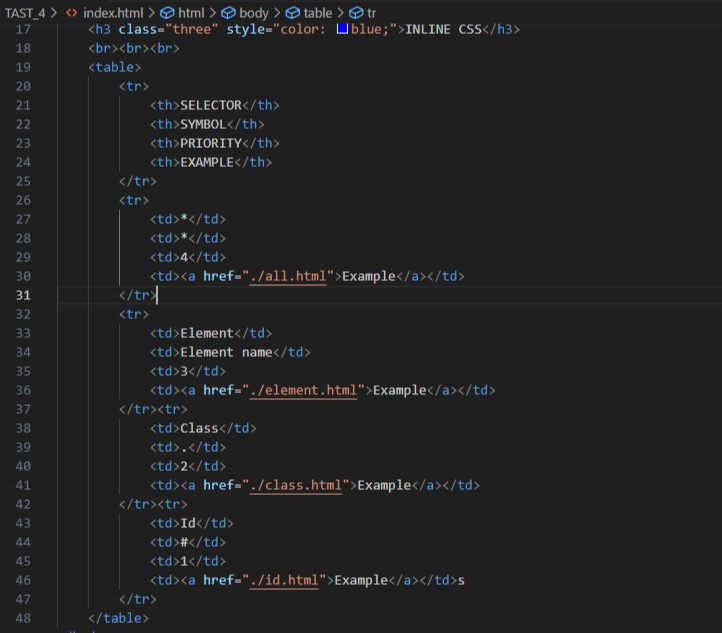 TAST_4 > <> index.html > html > body > table > tr
17 <h3 class="three" style="color: blue;">INLINE CSS</h3>
18 <br><br><br>
19 <table>
20 <tr>
21 <th>SELECTOR</th>
22 <th>SYMBOL</th>
23 <th>PRIORITY</th>
24 <th>EXAMPLE</th>
25 </tr>
26 <tr>
27 <td>*</td>
28 <td>*</td>
29 <td>4</td>
30 <td><a href="./all.html">Example</a></td>
31 </tr>
32 <tr>
33 <td>Element</td>
34 <td>Element name</td>
35 <td>3</td>
36 <td><a href="./element.html">Example</a></td>
37 </tr><tr>
38 <td>Class</td>
39 <td>.</td>
40 <td>2</td>
41 <td><a href="./class.html">Example</a></td>
42 </tr><tr>
43 <td>Id</td>
44 <td>#</td>
45 <td>1</td>
46 <td><a href="./id.html">Example</a></td>s
47 </tr>
48 </table>